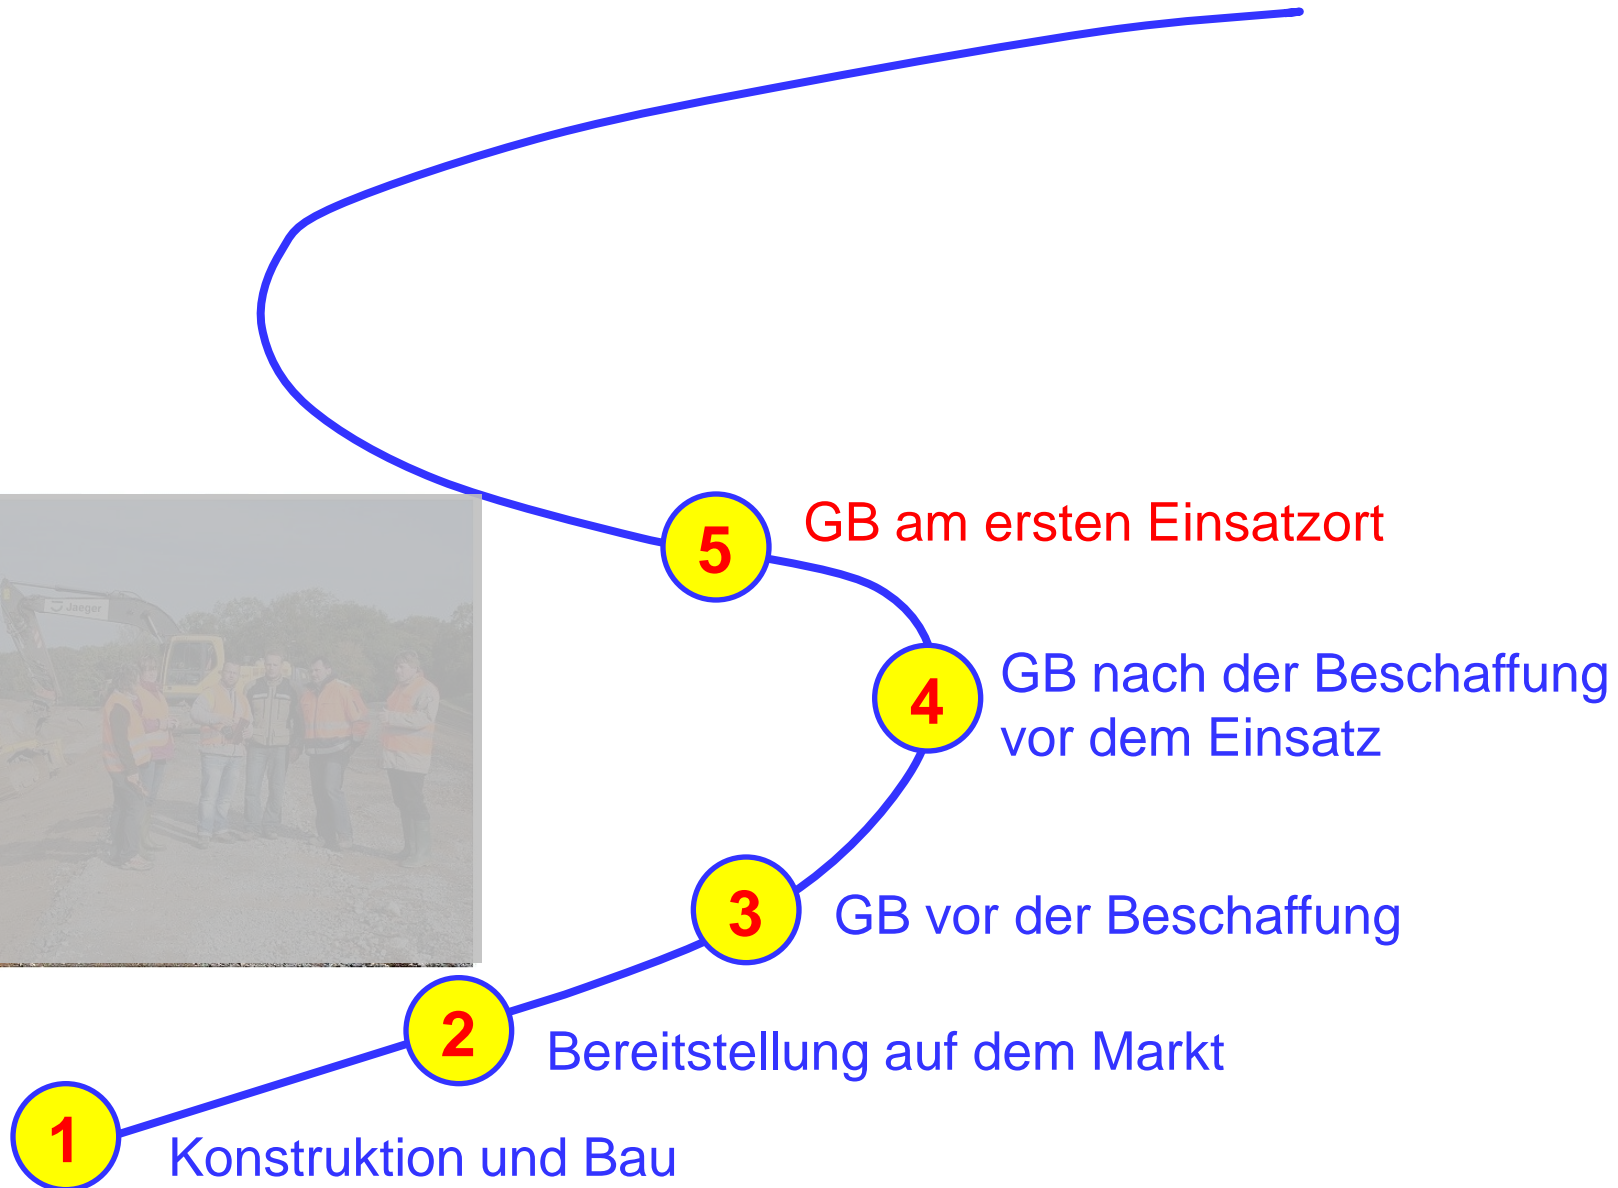 5
GB am ersten Einsatzort
Jaeger
4
GB nach der Beschaffung
vor dem Einsatz
3
GB vor der Beschaffung
2
Bereitstellung auf dem Markt
1
Konstruktion und Bau